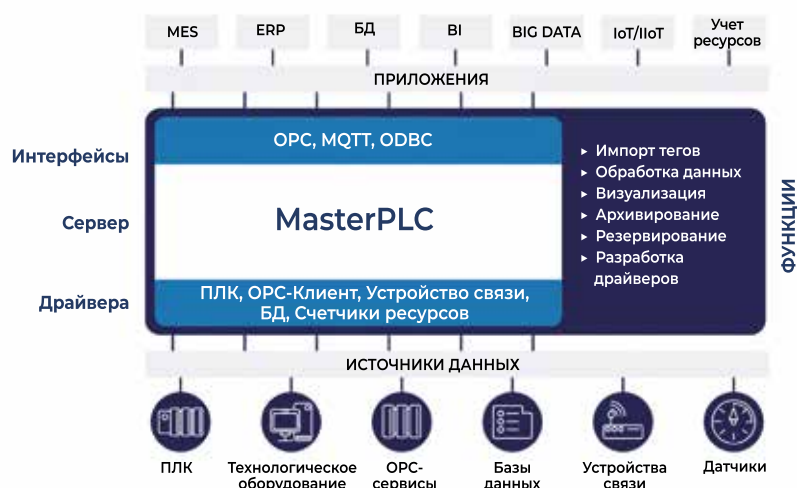 MES
ERP
БД
BI
BIG DATA
IoT/IIoT
Учет
ресурсов
ПРИЛОЖЕНИЯ
Интерфейсы
OPC, MQTT, ODBC
Сервер
MasterPLC
Драйвера
ПЛК, OPC-Клиент, Устройство связи,
БД, Счетчики ресурсов
▸ Импорт тегов
▸ Обработка данных
▸ Визуализация
▸ Архивирование
▸ Резервирование
▸ Разработка
драйверов
ФУНКЦИИ
ИСТОЧНИКИ ДАННЫХ
ПЛК
Технологическое
оборудование
OPC-
сервисы
Базы
данных
Устройства
связи
Датчики